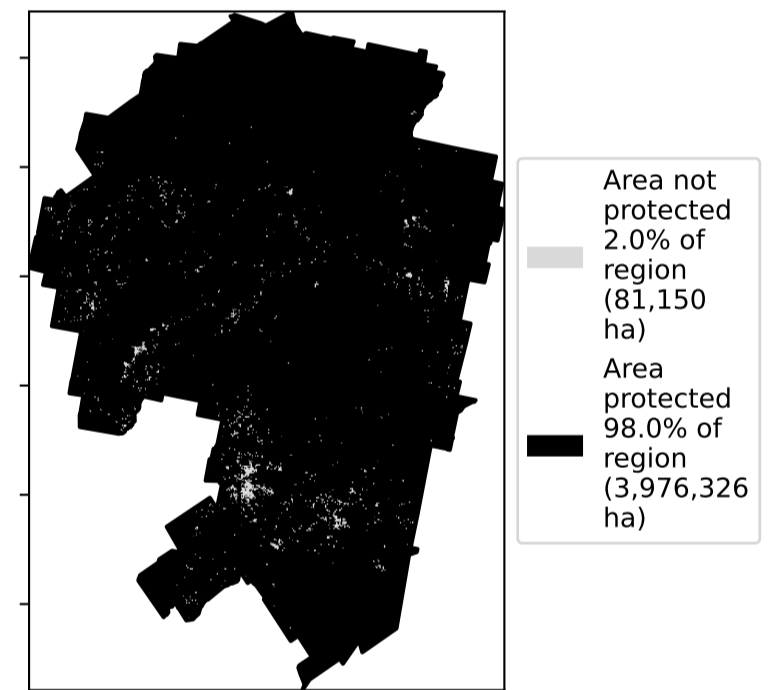 Area not
protected
2.0% of
region
(81,150
ha)
Area
protected
98.0% of
region
(3,976,326
ha)